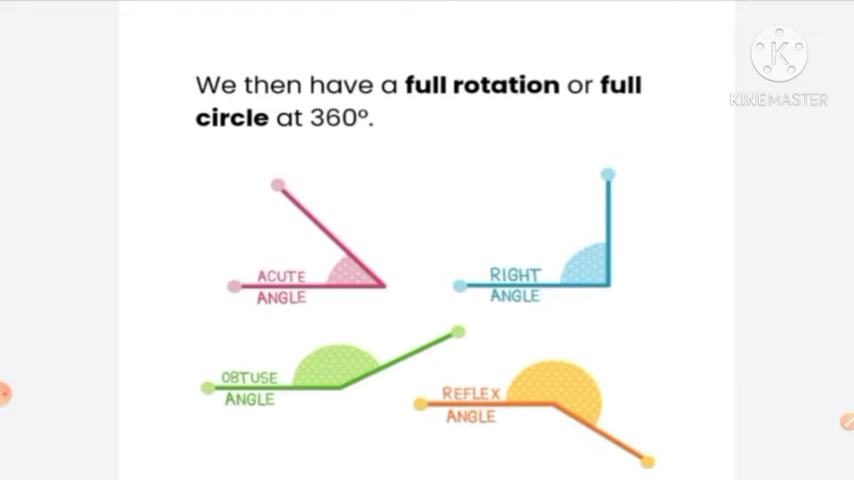 We then have a full rotation or full
circle at 360º.
KINEMASTER
ACUTE
ANGLE
RIGHT
ANGLE
OBTUSE
ANGLE
REFLEX
ANGLE